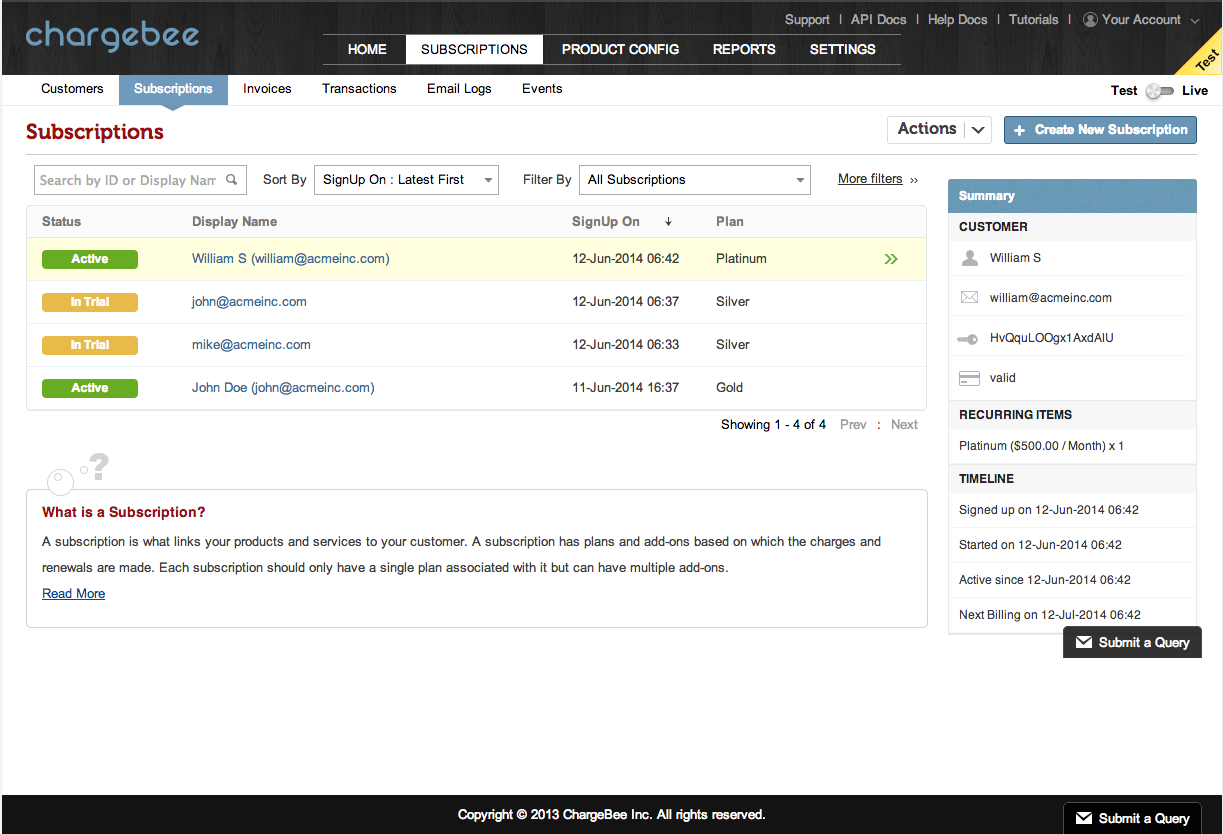 chargebee
Support | API Docs | Help Docs | Tutorials | Your Account
HOME SUBSCRIPTIONS PRODUCT CONFIG REPORTS SETTINGS
Test
Customers Subscriptions Invoices Transactions Email Logs Events
Test Live
Subscriptions
Actions
+ Create New Subscription
Search by ID or Display Nam
Sort By SignUp On : Latest First
Filter By All Subscriptions
More filters ››
Status Display Name SignUp On ↓ Plan
Active William S (william@acmeinc.com) 12-Jun-2014 06:42 Platinum »
In Trial john@acmeinc.com 12-Jun-2014 06:37 Silver
In Trial mike@acmeinc.com 12-Jun-2014 06:33 Silver
Active John Doe (john@acmeinc.com) 11-Jun-2014 16:37 Gold
Showing 1 - 4 of 4 Prev : Next
?
What is a Subscription?
A subscription is what links your products and services to your customer. A subscription has plans and add-ons based on which the charges and
renewals are made. Each subscription should only have a single plan associated with it but can have multiple add-ons.
Read More
Summary
CUSTOMER
William S
william@acmeinc.com
HvQquLOOgx1AxdAlU
valid
RECURRING ITEMS
Platinum ($500.00 / Month) x 1
TIMELINE
Signed up on 12-Jun-2014 06:42
Started on 12-Jun-2014 06:42
Active since 12-Jun-2014 06:42
Next Billing on 12-Jul-2014 06:42
Submit a Query
Copyright © 2013 ChargeBee Inc. All rights reserved.
Submit a Query